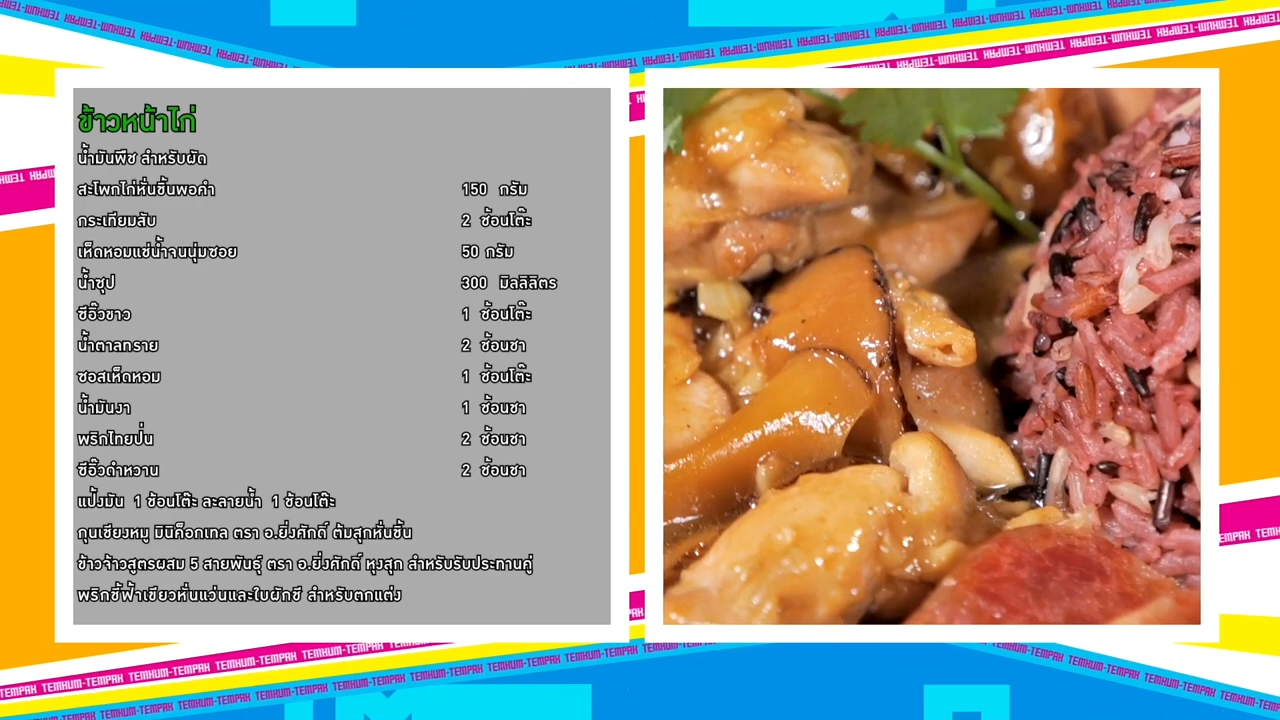 ข้าวหน้าไก่
น้ำมันพืช สำหรับผัด
สะโพกไก่หั่นชิ้นพอคำ 150 กรัม
กระเทียมสับ 2 ช้อนโต๊ะ
เห็ดหอมแช่น้ำจนนุ่มซอย 50 กรัม
น้ำซุป 300 มิลลิลิตร
ซีอิ๊วขาว 1 ช้อนโต๊ะ
น้ำตาลทราย 2 ช้อนชา
ซอสเห็ดหอม 1 ช้อนโต๊ะ
น้ำมันงา 1 ช้อนชา
พริกไทยป่น 2 ช้อนชา
ซีอิ๊วดำหวาน 2 ช้อนชา
แป้งมัน 1 ช้อนโต๊ะ ละลายน้ำ 1 ช้อนโต๊ะ
กุนเชียงหมู มินิค็อกเทล ตรา อ.ยิ่งศักดิ์ ต้มสุกหั่นชิ้น
ข้าวจ้าวสูตรผสม 5 สายพันธุ์ ตรา อ.ยิ่งศักดิ์ หุงสุก สำหรับรับประทานคู่
พริกชี้ฟ้าเขียวหั่นแว่นและใบผักชี สำหรับตกแต่ง
TEMKUM-TEMPAK TEMKUM-TEMPAK TEMKUM-TEMPAK